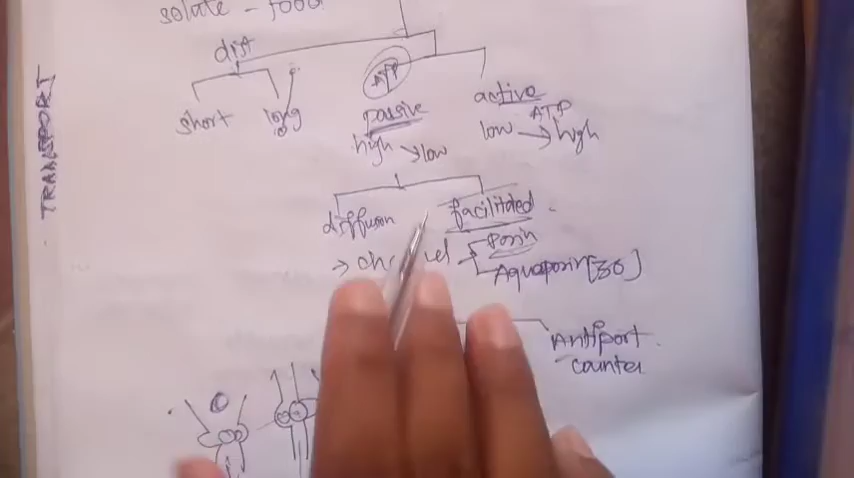 solute - food
TRANSPORT
dist
ATP
short long
passive
active
ATP
high → low
low → high
diffusion
facilitated
Porin
→ ch
Aquaporin [30]
Antiport
counter